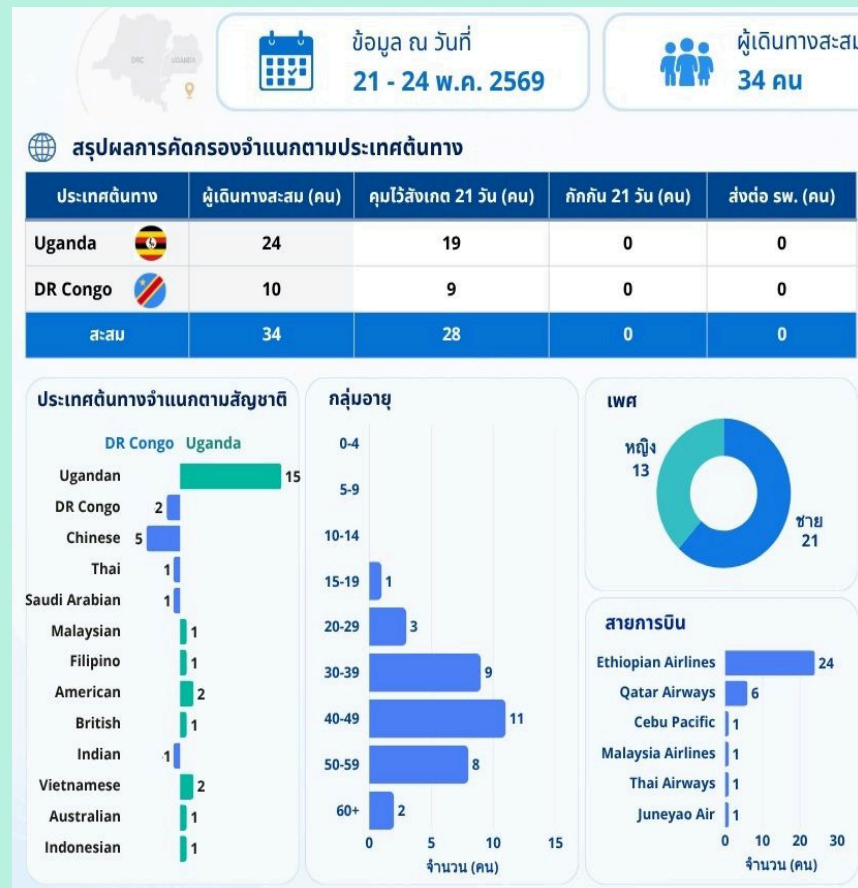 DRC
UGANDA
ข้อมูล ณ วันที่
21 - 24 พ.ค. 2569
ผู้เดินทางสะสม
34 คน
สรุปผลการคัดกรองจำแนกตามประเทศต้นทาง
ประเทศต้นทาง ผู้เดินทางสะสม (คน) คุมไว้สังเกต 21 วัน (คน) กักกัน 21 วัน (คน) ส่งต่อ รพ. (คน)
Uganda 24 19 0 0
DR Congo 10 9 0 0
สะสม 34 28 0 0
ประเทศต้นทางจำแนกตามสัญชาติ
DR Congo Uganda
Ugandan 15
DR Congo 2
Chinese 5
Thai 1
Saudi Arabian 1
Malaysian 1
Filipino 1
American 2
British 1
Indian 1
Vietnamese 2
Australian 1
Indonesian 1
กลุ่มอายุ
0-4
5-9
10-14
15-19 1
20-29 3
30-39 9
40-49 11
50-59 8
60+ 2
0 5 10 15
จำนวน (คน)
เพศ
หญิง
13
ชาย
21
สายการบิน
Ethiopian Airlines 24
Qatar Airways 6
Cebu Pacific 1
Malaysia Airlines 1
Thai Airways 1
Juneyao Air 1
0 10 20 30
จำนวน (คน)